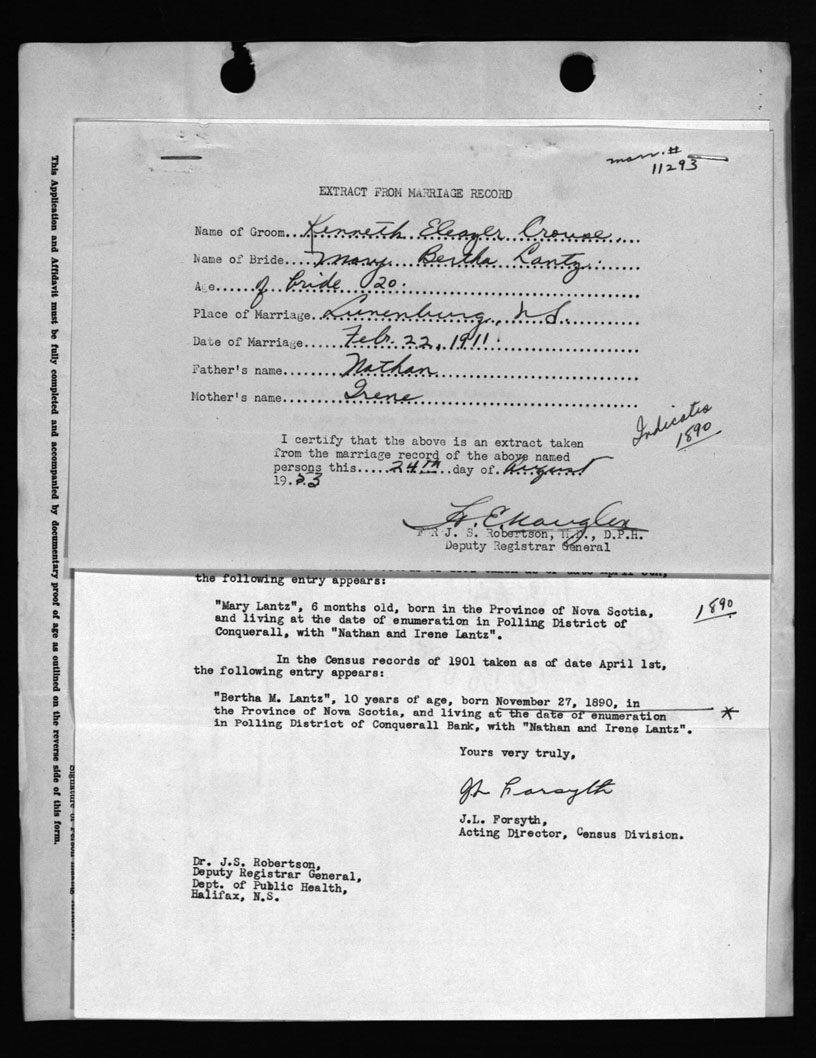 marr. #
11293
EXTRACT FROM MARRIAGE RECORD
Name of Groom...Kenneth Eleazer Crouse....
Name of Bride....Mary Bertha Lantz.
Age......of bride 20.
Place of Marriage..Lunenburg, N.S.
Date of Marriage......Feb. 22, 1911.
Father's name.........Nathan
Mother's name.........Irene
Indicates
1890
I certify that the above is an extract taken
from the marriage record of the above named
persons this.....24th..day of.August
19.53
FOR J. S. Robertson, M.D., D.P.H.
Deputy Registrar General
the following entry appears:
"Mary Lantz", 6 months old, born in the Province of Nova Scotia,
and living at the date of enumeration in Polling District of
Conquerall, with "Nathan and Irene Lantz".
1890
In the Census records of 1901 taken as of date April 1st,
the following entry appears:
"Bertha M. Lantz", 10 years of age, born November 27, 1890, in
the Province of Nova Scotia, and living at the date of enumeration
in Polling District of Conquerall Bank, with "Nathan and Irene Lantz".
*
Yours very truly,
JL Forsyth
J.L. Forsyth,
Acting Director, Census Division.
Dr. J.S. Robertson,
Deputy Registrar General,
Dept. of Public Health,
Halifax, N.S.
This Application and Affidavit must be fully completed and accompanied by documentary proof of age as outlined on the reverse side of this form.